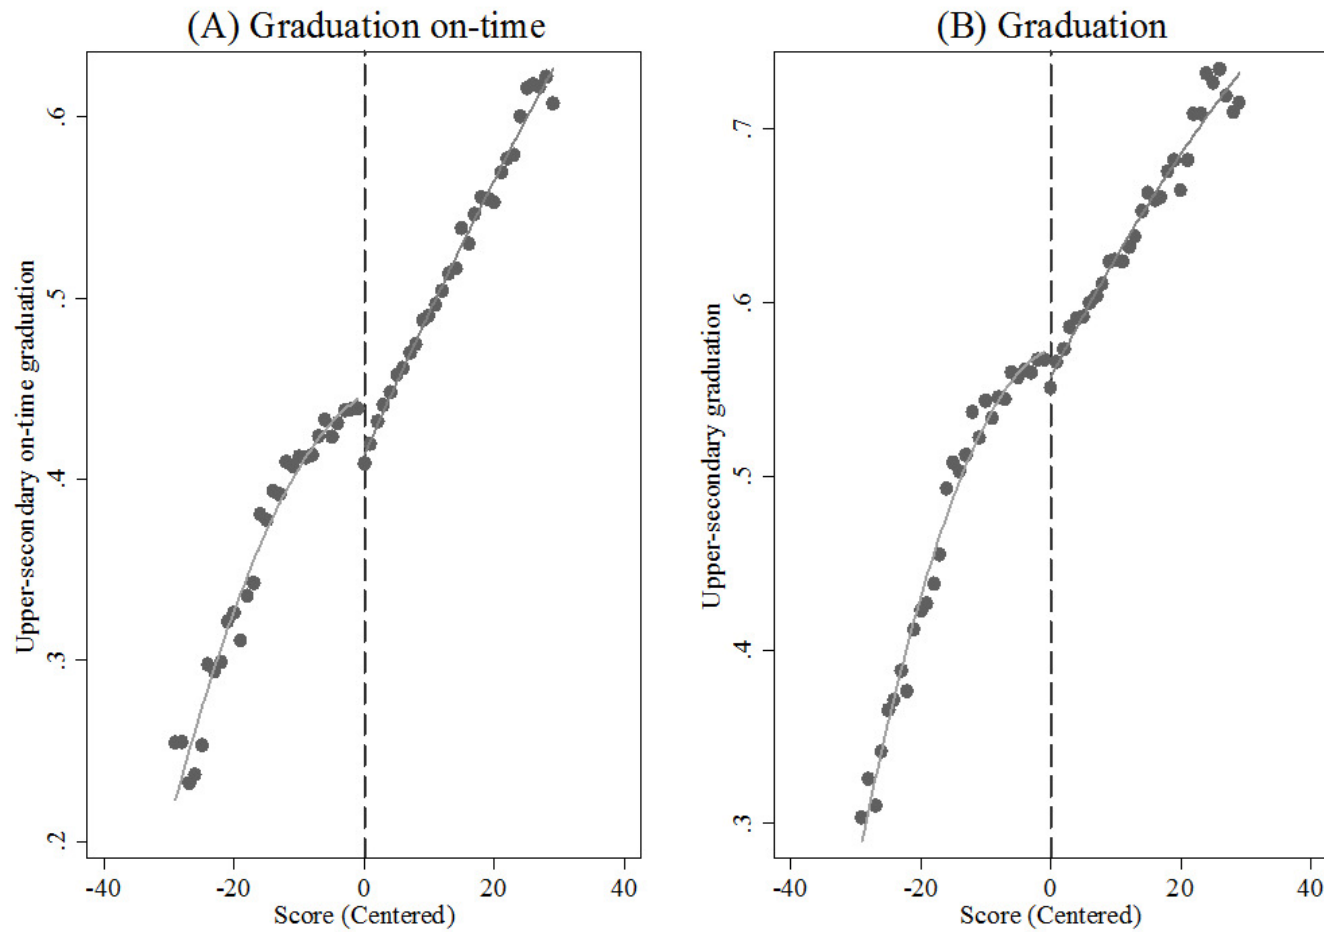 (A) Graduation on-time
Upper-secondary on-time graduation
.6
.5
.4
.3
.2
-40 -20 0 20 40
Score (Centered)
(B) Graduation
Upper-secondary graduation
.7
.6
.5
.4
.3
-40 -20 0 20 40
Score (Centered)